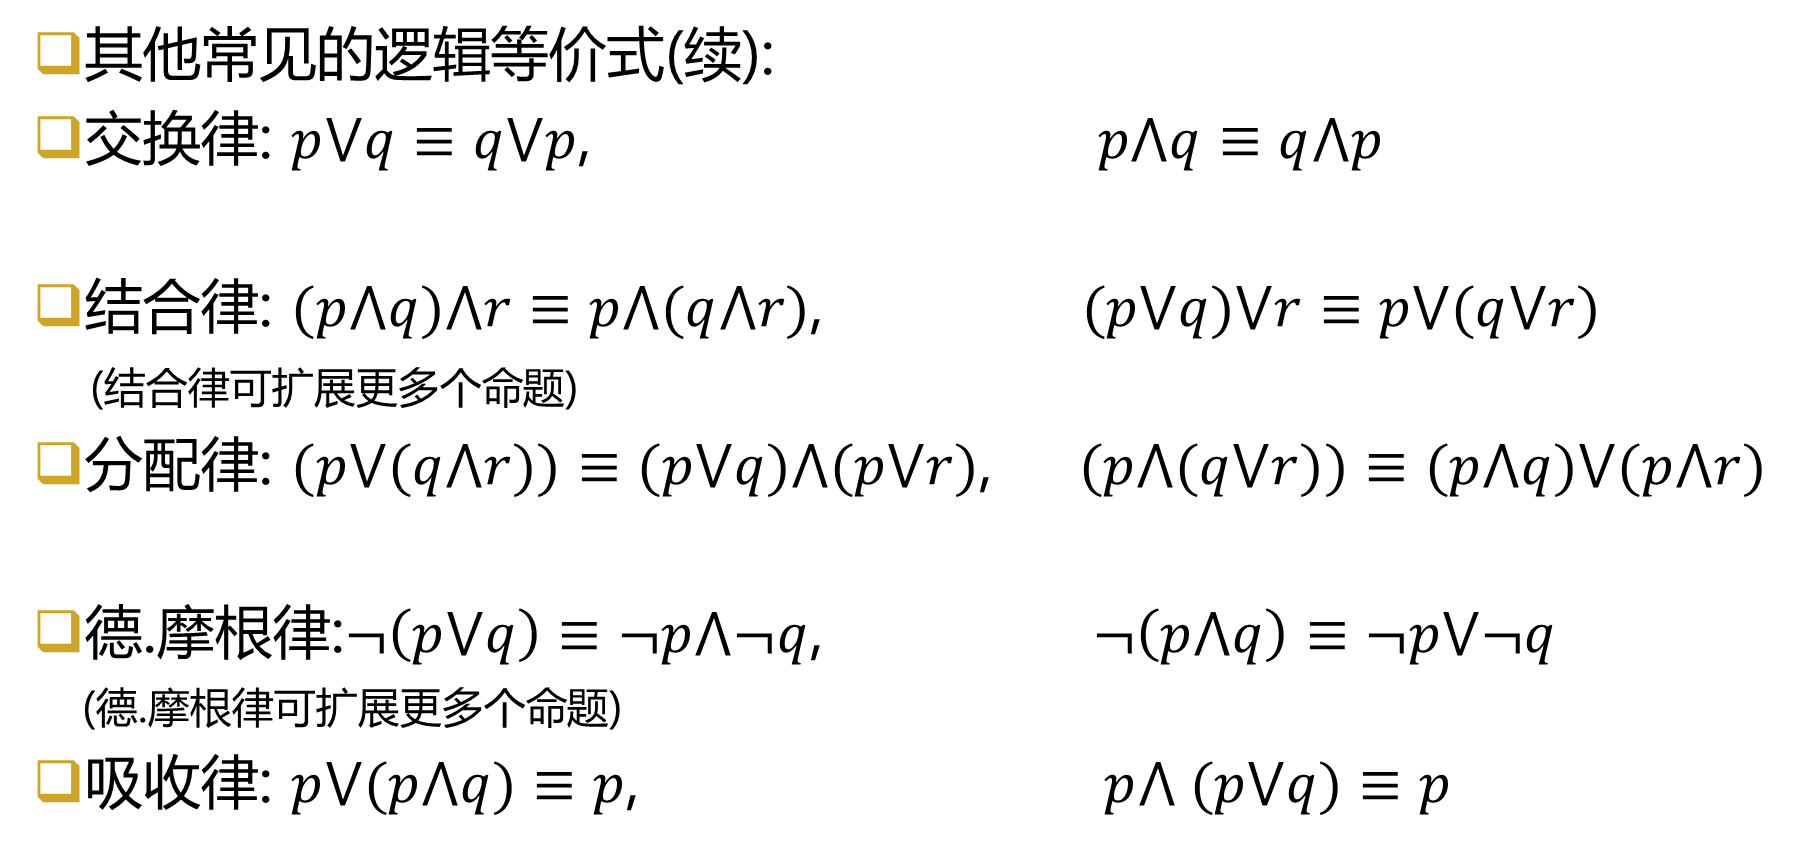 其他常见的逻辑等价式(续):
交换律: p∨q ≡ q∨p, p∧q ≡ q∧p
结合律: (p∧q)∧r ≡ p∧(q∧r), (p∨q)∨r ≡ p∨(q∨r)
(结合律可扩展更多个命题)
分配律: (p∨(q∧r)) ≡ (p∨q)∧(p∨r), (p∧(q∨r)) ≡ (p∧q)∨(p∧r)
德.摩根律:¬(p∨q) ≡ ¬p∧¬q, ¬(p∧q) ≡ ¬p∨¬q
(德.摩根律可扩展更多个命题)
吸收律: p∨(p∧q) ≡ p, p∧ (p∨q) ≡ p